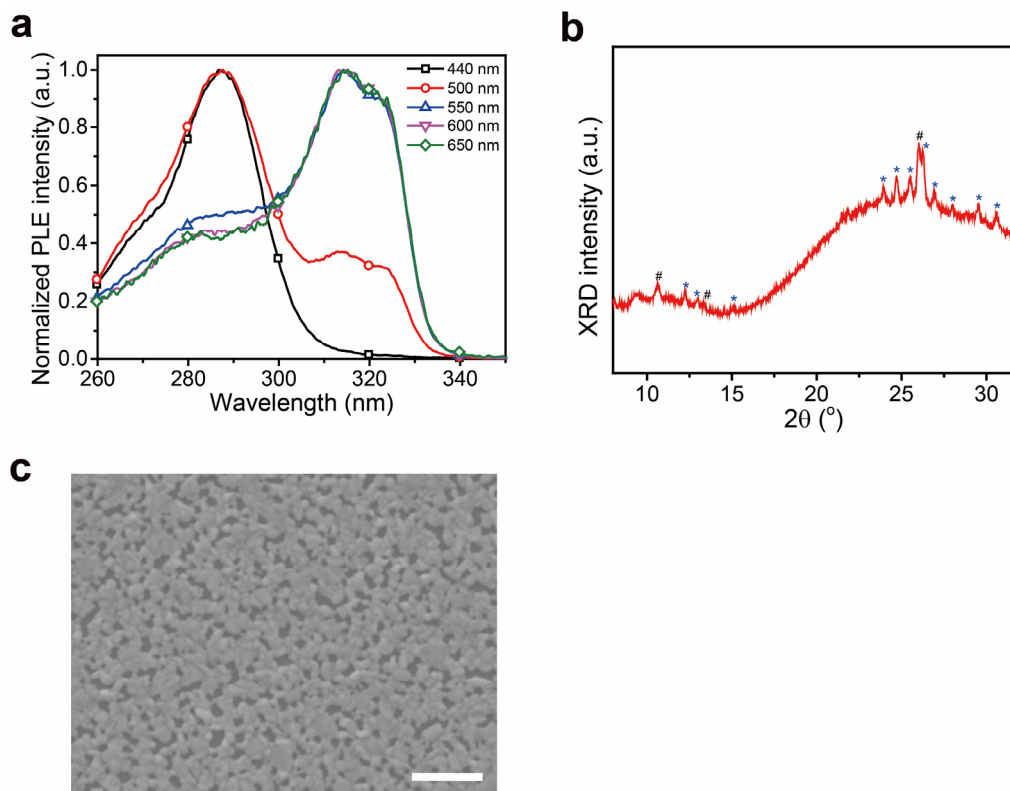 a
Normalized PLE intensity (a.u.)
1.0
0.8
0.6
0.4
0.2
0.0
260 280 300 320 340
Wavelength (nm)
440 nm
500 nm
550 nm
600 nm
650 nm
b
XRD intensity (a.u.)
# * * # * * * * # * * * * *
10 15 20 25 30
2θ (°)
c